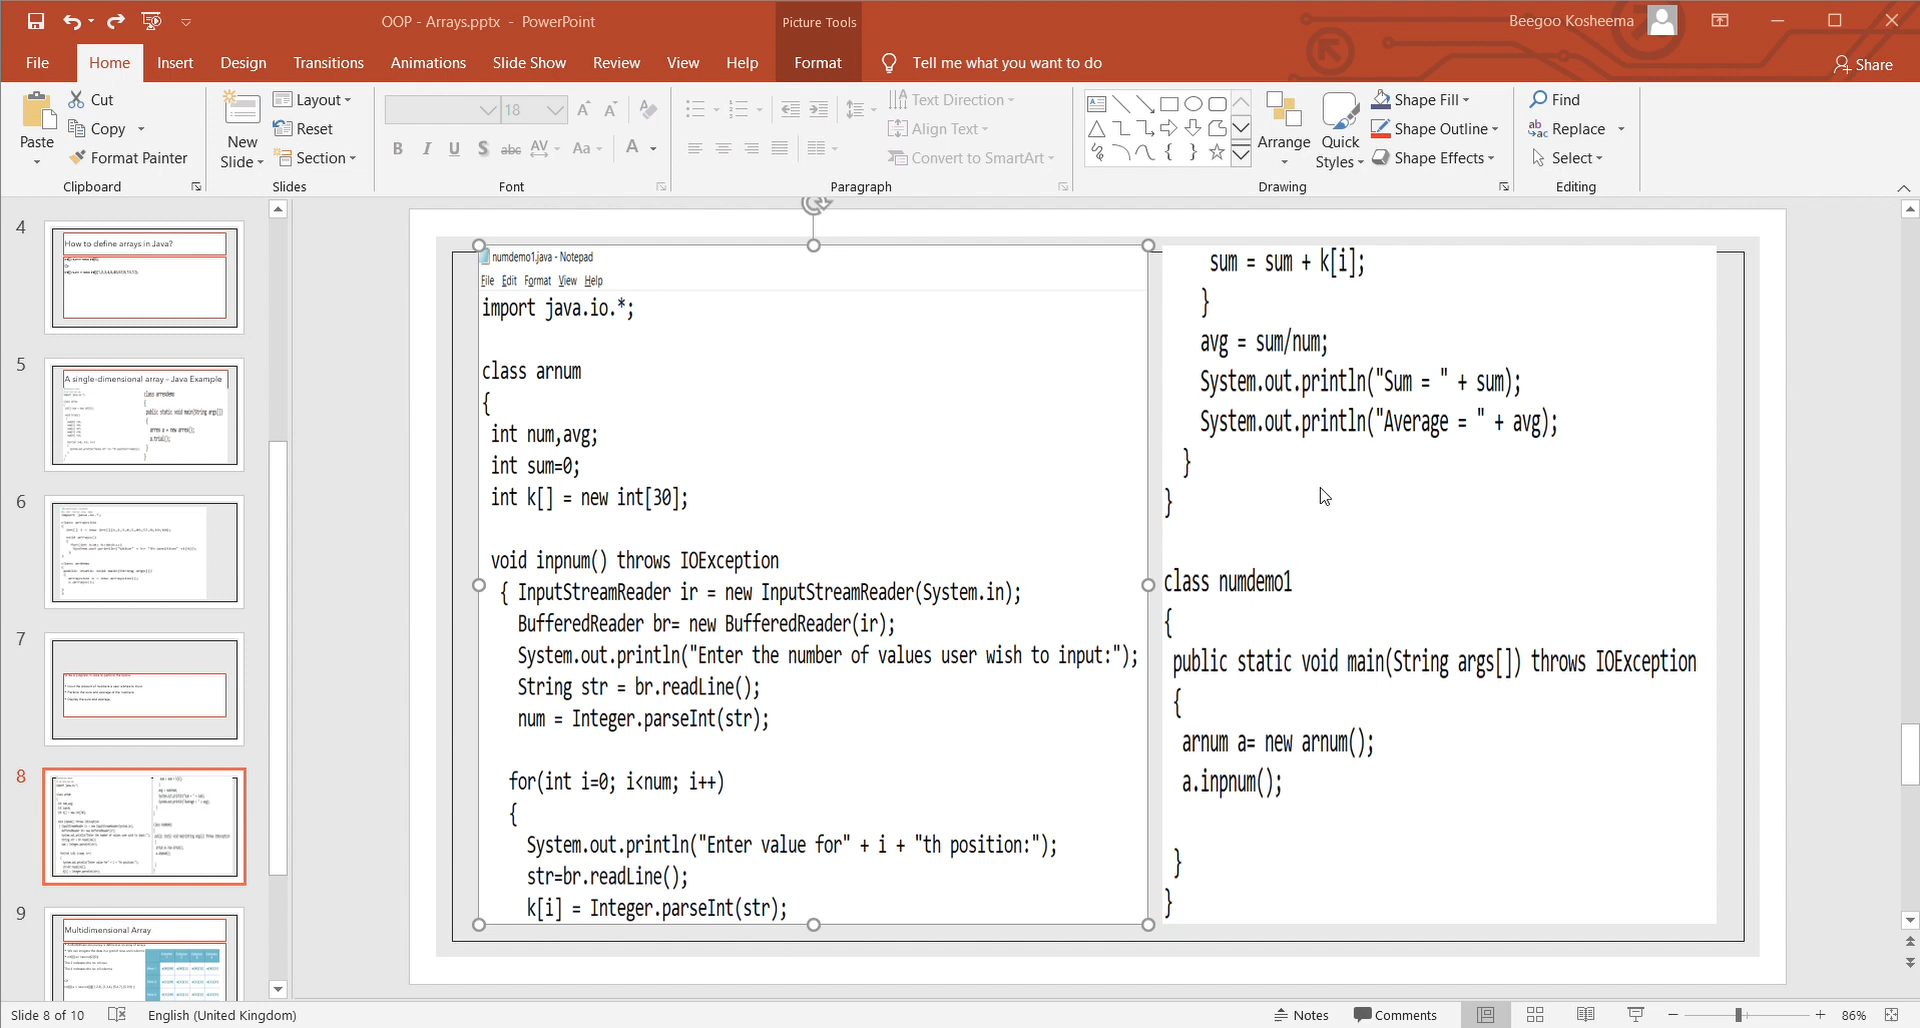 OOP - Arrays.pptx - PowerPoint
Picture Tools
Beegoo Kosheema
File Home Insert Design Transitions Animations Slide Show Review View Help Format Tell me what you want to do Share
Paste
Cut
Copy
Format Painter
Clipboard
New Slide
Layout
Reset
Section
Slides
18
B I U S abc AV Aa A
Font
Text Direction
Align Text
Convert to SmartArt
Paragraph
Arrange
Quick Styles
Shape Fill
Shape Outline
Shape Effects
Drawing
Find
Replace
Select
Editing
4
How to define arrays in Java?
5
A single-dimensional array - Java Example
6
7
8
9
Multidimensional Array
numdemo1.java - Notepad
File Edit Format View Help
import java.io.*;
class arnum
{
int num,avg;
int sum=0;
int k[] = new int[30];
void inpnum() throws IOException
{ InputStreamReader ir = new InputStreamReader(System.in);
BufferedReader br= new BufferedReader(ir);
System.out.println("Enter the number of values user wish to input:");
String str = br.readLine();
num = Integer.parseInt(str);
for(int i=0; i<num; i++)
{
System.out.println("Enter value for" + i + "th position:");
str=br.readLine();
k[i] = Integer.parseInt(str);
sum = sum + k[i];
}
avg = sum/num;
System.out.println("Sum = " + sum);
System.out.println("Average = " + avg);
}
}
class numdemo1
{
public static void main(String args[]) throws IOException
{
arnum a= new arnum();
a.inpnum();
}
}
Slide 8 of 10
English (United Kingdom)
Notes
Comments
86%